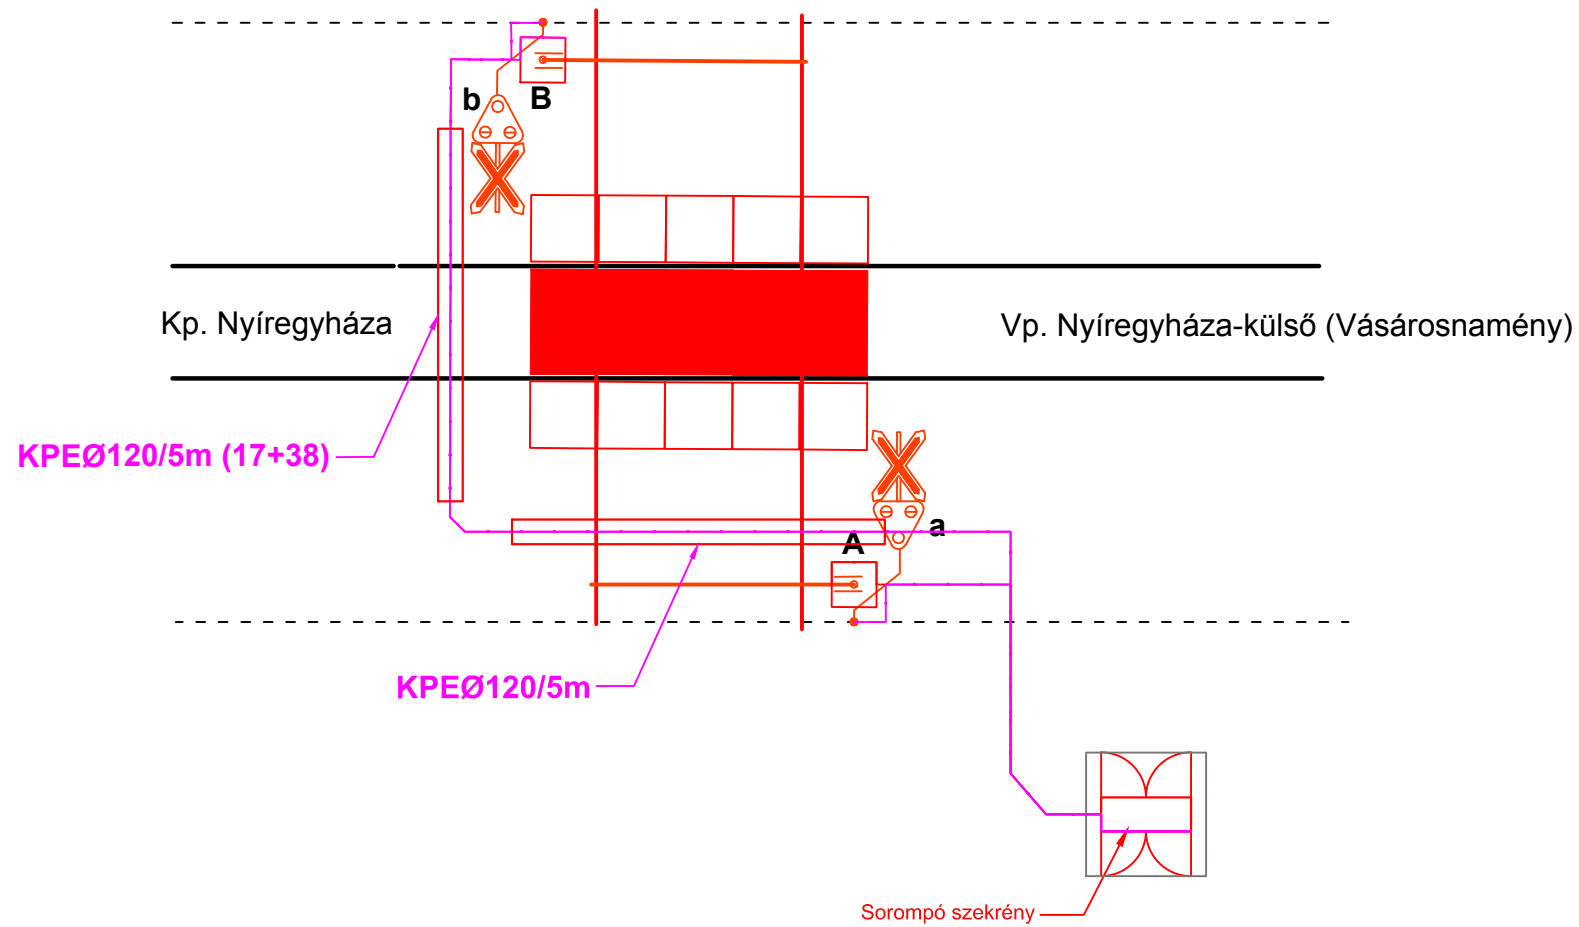 b
B
Kp. Nyíregyháza
Vp. Nyíregyháza-külső (Vásárosnamény)
KPEØ120/5m (17+38)
a
A
KPEØ120/5m
Sorompó szekrény